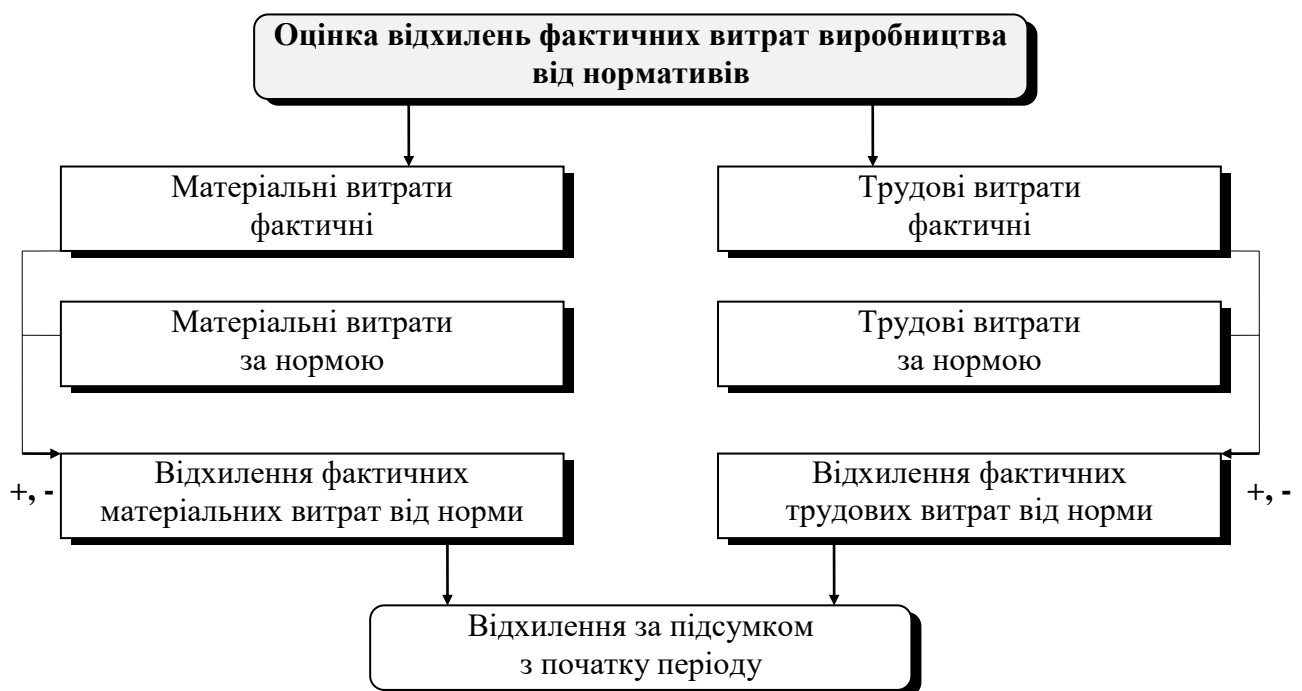 Оцінка відхилень фактичних витрат виробництва
від нормативів
Матеріальні витрати
фактичні
Трудові витрати
фактичні
Матеріальні витрати
за нормою
Трудові витрати
за нормою
+, -
Відхилення фактичних
матеріальних витрат від норми
Відхилення фактичних
трудових витрат від норми
+, -
Відхилення за підсумком
з початку періоду